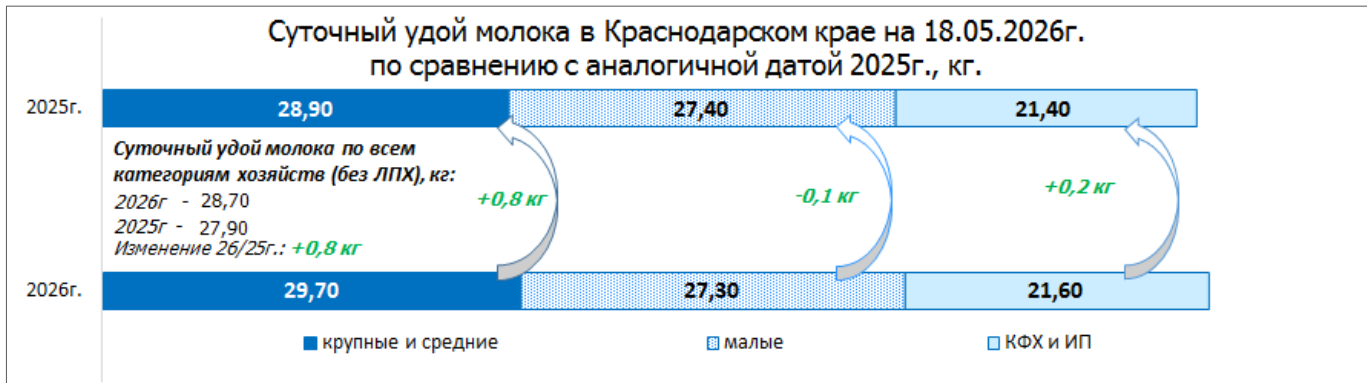 Суточный удой молока в Краснодарском крае на 18.05.2026г.
по сравнению с аналогичной датой 2025г., кг.
2025г.
28,90
27,40
21,40
Суточный удой молока по всем
категориям хозяйств (без ЛПХ), кг:
2026г - 28,70
2025г - 27,90
Изменение 26/25г.: +0,8 кг
+0,8 кг
-0,1 кг
+0,2 кг
2026г.
29,70
27,30
21,60
крупные и средние
малые
КФХ и ИП